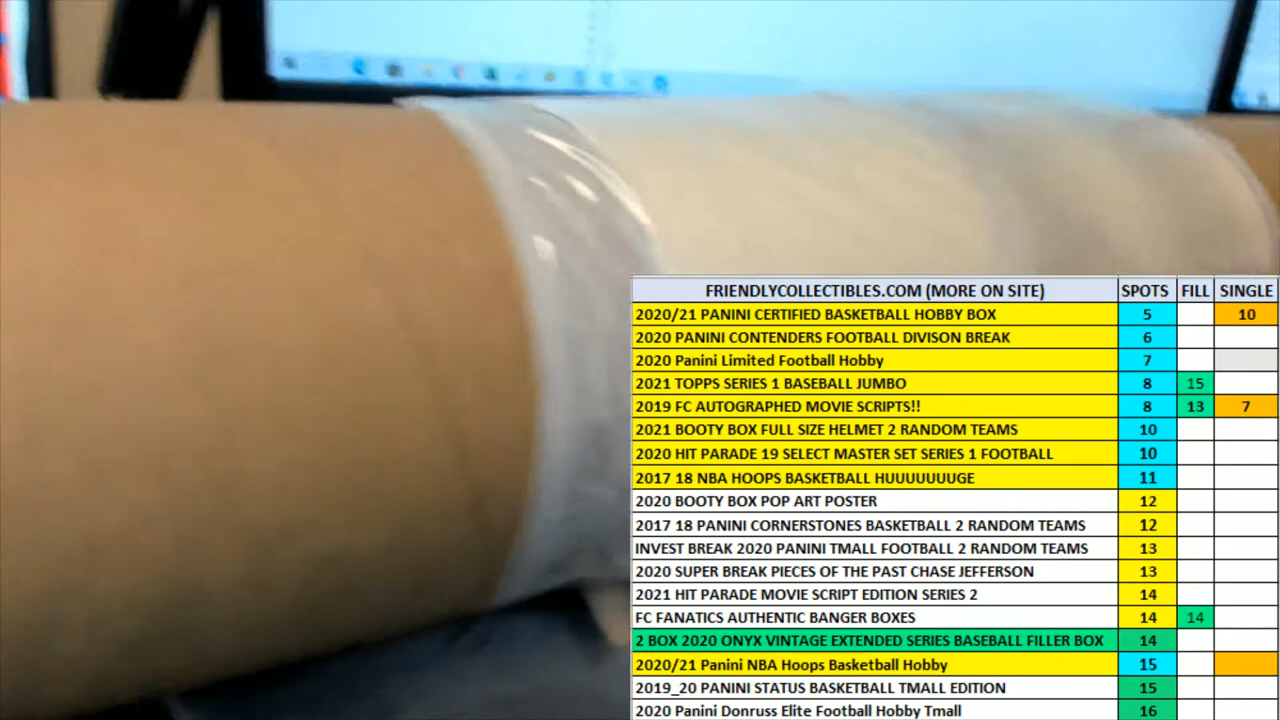 FRIENDLYCOLLECTIBLES.COM (MORE ON SITE) SPOTS FILL SINGLE
2020/21 PANINI CERTIFIED BASKETBALL HOBBY BOX 5 10
2020 PANINI CONTENDERS FOOTBALL DIVISON BREAK 6
2020 Panini Limited Football Hobby 7
2021 TOPPS SERIES 1 BASEBALL JUMBO 8 15
2019 FC AUTOGRAPHED MOVIE SCRIPTS!! 8 13 7
2021 BOOTY BOX FULL SIZE HELMET 2 RANDOM TEAMS 10
2020 HIT PARADE 19 SELECT MASTER SET SERIES 1 FOOTBALL 10
2017 18 NBA HOOPS BASKETBALL HUUUUUUUGE 11
2020 BOOTY BOX POP ART POSTER 12
2017 18 PANINI CORNERSTONES BASKETBALL 2 RANDOM TEAMS 12
INVEST BREAK 2020 PANINI TMALL FOOTBALL 2 RANDOM TEAMS 13
2020 SUPER BREAK PIECES OF THE PAST CHASE JEFFERSON 13
2021 HIT PARADE MOVIE SCRIPT EDITION SERIES 2 14
FC FANATICS AUTHENTIC BANGER BOXES 14 14
2 BOX 2020 ONYX VINTAGE EXTENDED SERIES BASEBALL FILLER BOX 14
2020/21 Panini NBA Hoops Basketball Hobby 15
2019_20 PANINI STATUS BASKETBALL TMALL EDITION 15
2020 Panini Donruss Elite Football Hobby Tmall 16